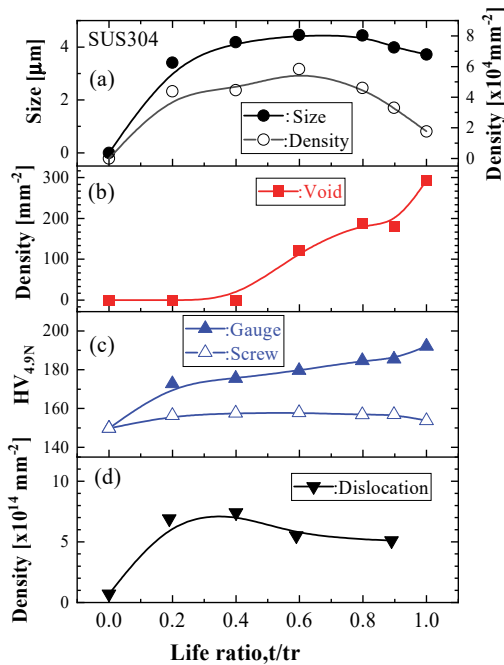 SUS304
(a)
Size [μm]
4
2
0
8
6
4
2
0
Density [x10⁴mm⁻²]
:Size
:Density
(b)
Density [mm⁻²]
300
200
100
0
:Void
(c)
HV4.9N
200
180
160
140
:Gauge
:Screw
(d)
Density [x10¹⁴ mm⁻²]
10
5
0
:Dislocation
0.0 0.2 0.4 0.6 0.8 1.0
Life ratio,t/tr